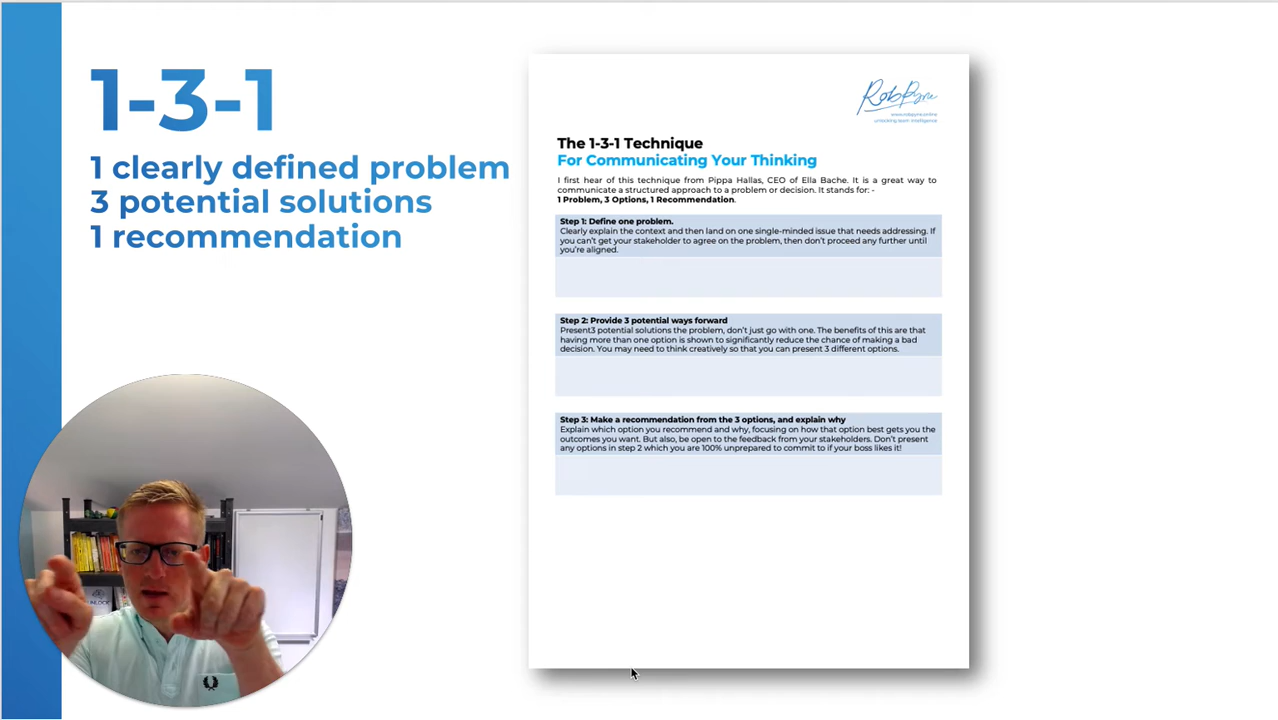 1-3-1
1 clearly defined problem
3 potential solutions
1 recommendation
RobPyne
www.robpyne.online
unlocking team intelligence
The 1-3-1 Technique
For Communicating Your Thinking
I first hear of this technique from Pippa Hallas, CEO of Ella Bache. It is a great way to
communicate a structured approach to a problem or decision. It stands for: -
1 Problem, 3 Options, 1 Recommendation.
Step 1: Define one problem.
Clearly explain the context and then land on one single-minded issue that needs addressing. If
you can't get your stakeholder to agree on the problem, then don't proceed any further until
you're aligned.
Step 2: Provide 3 potential ways forward
Present3 potential solutions the problem, don't just go with one. The benefits of this are that
having more than one option is shown to significantly reduce the chance of making a bad
decision. You may need to think creatively so that you can present 3 different options.
Step 3: Make a recommendation from the 3 options, and explain why
Explain which option you recommend and why, focusing on how that option best gets you the
outcomes you want. But also, be open to the feedback from your stakeholders. Don't present
any options in step 2 which you are 100% unprepared to commit to if your boss likes it!